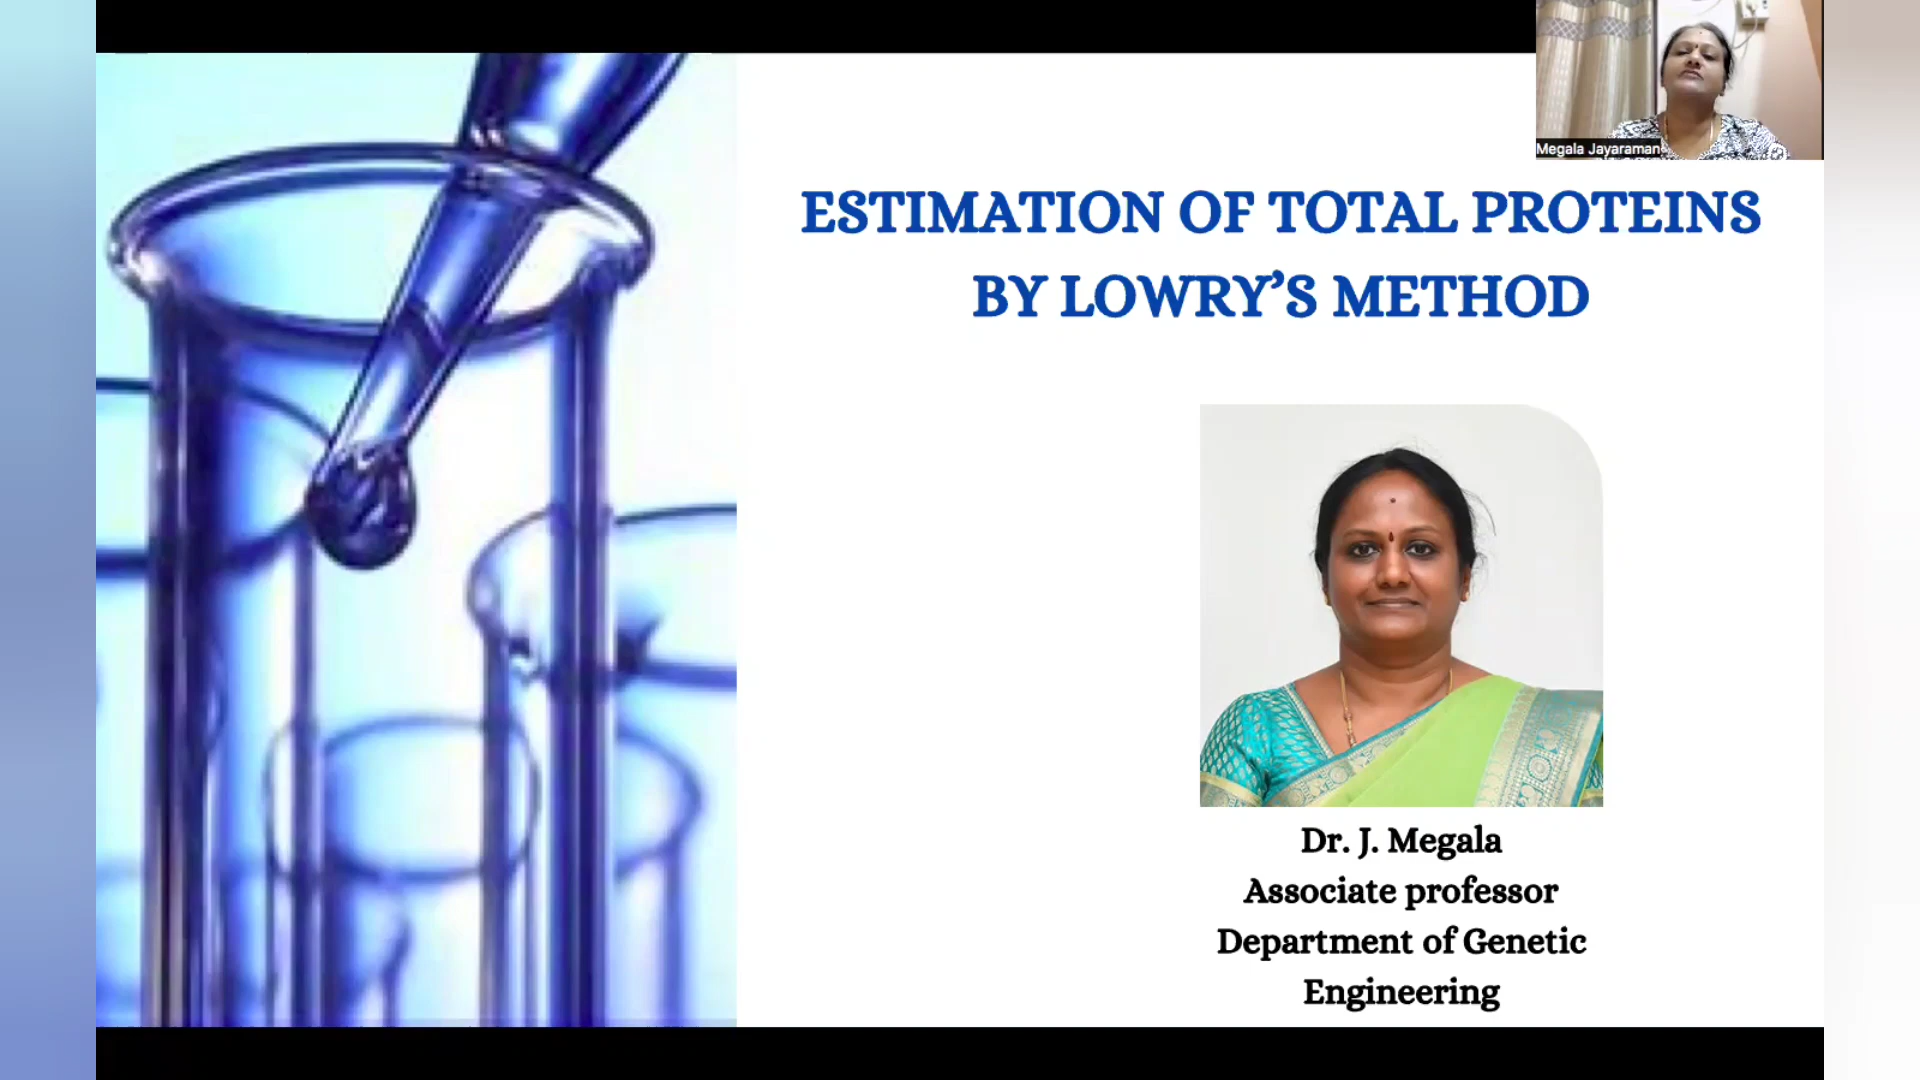 Megala Jayaraman
ESTIMATION OF TOTAL PROTEINS
BY LOWRY’S METHOD
Dr. J. Megala
Associate professor
Department of Genetic
Engineering